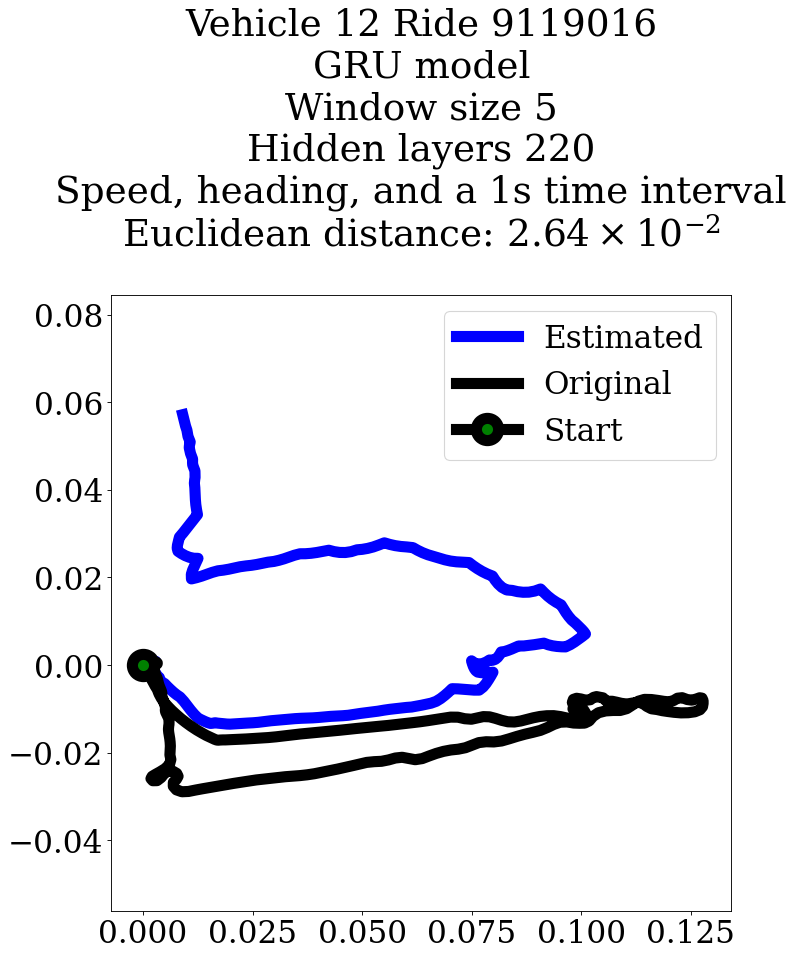 Vehicle 12 Ride 9119016
GRU model
Window size 5
Hidden layers 220
Speed, heading, and a 1s time interval
Euclidean distance: 2.64 × 10⁻²
Estimated
Original
Start
0.08
0.06
0.04
0.02
0.00
−0.02
−0.04
0.000 0.025 0.050 0.075 0.100 0.125